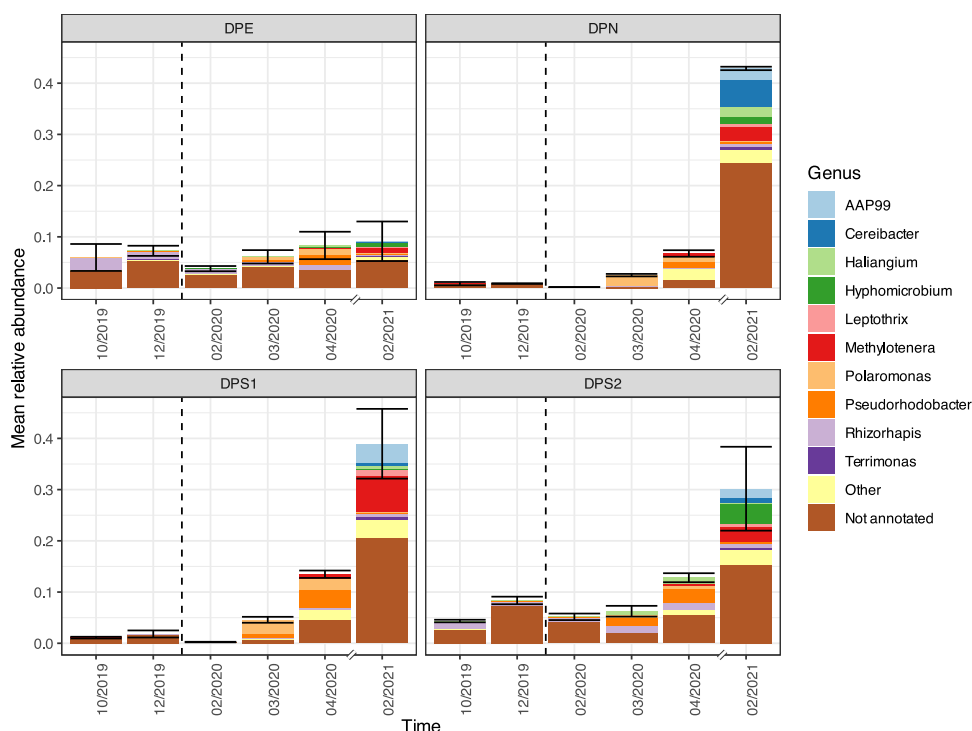 DPE
DPN
0.4
0.3
0.2
0.1
0.0
10/2019
12/2019
02/2020
03/2020
04/2020
02/2021
10/2019
12/2019
02/2020
03/2020
04/2020
02/2021
DPS1
DPS2
0.4
0.3
0.2
0.1
0.0
10/2019
12/2019
02/2020
03/2020
04/2020
02/2021
10/2019
12/2019
02/2020
03/2020
04/2020
02/2021
Mean relative abundance
Time
Genus
AAP99
Cereibacter
Haliangium
Hyphomicrobium
Leptothrix
Methylotenera
Polaromonas
Pseudorhodobacter
Rhizorhapis
Terrimonas
Other
Not annotated